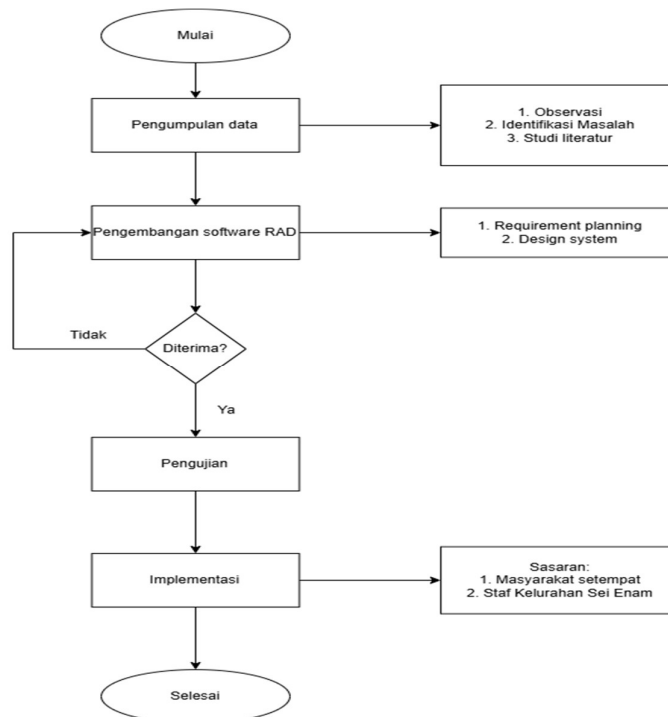 Mulai
Pengumpulan data
1. Observasi
2. Identifikasi Masalah
3. Studi literatur
Pengembangan software RAD
1. Requirement planning
2. Design system
Tidak
Diterima?
Ya
Pengujian
Implementasi
Sasaran:
1. Masyarakat setempat
2. Staf Kelurahan Sei Enam
Selesai